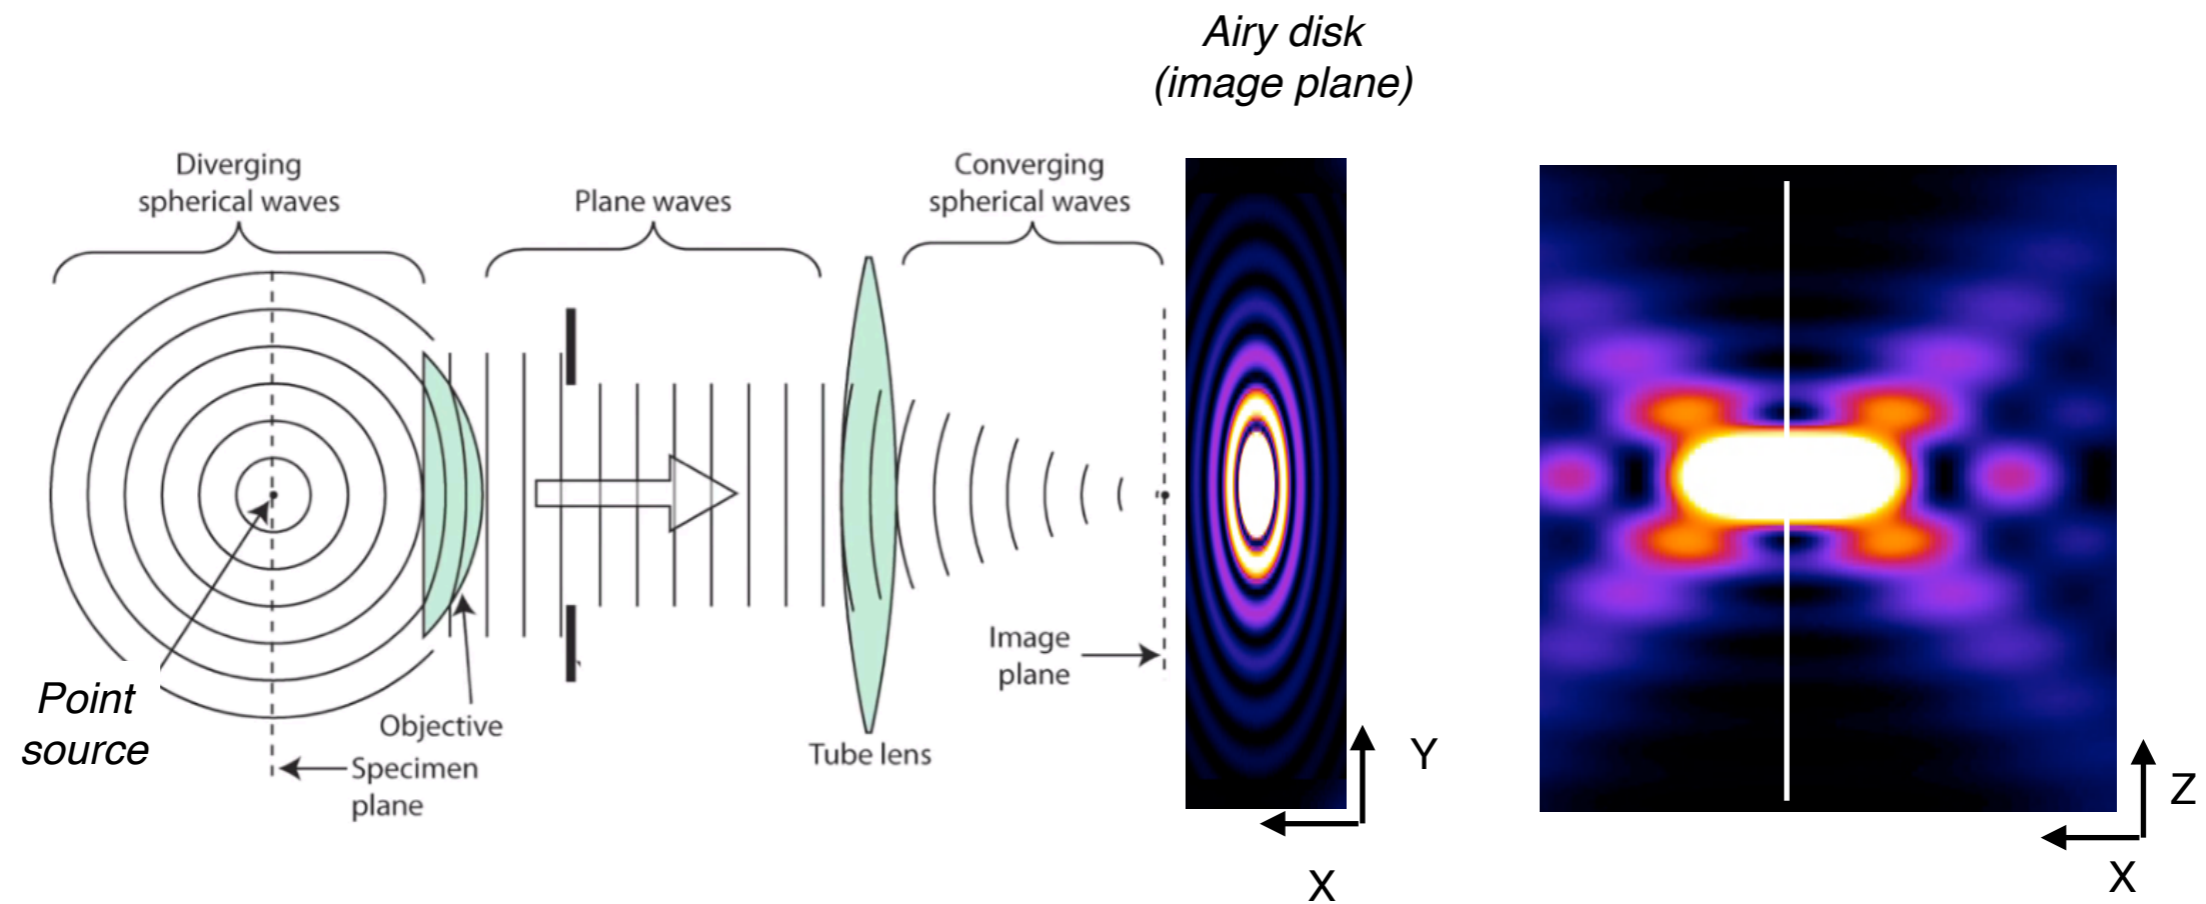 Airy disk
(image plane)
Diverging
spherical waves
Plane waves
Converging
spherical waves
Point
source
Objective
Specimen
plane
Tube lens
Image
plane
Y
X
Z
X